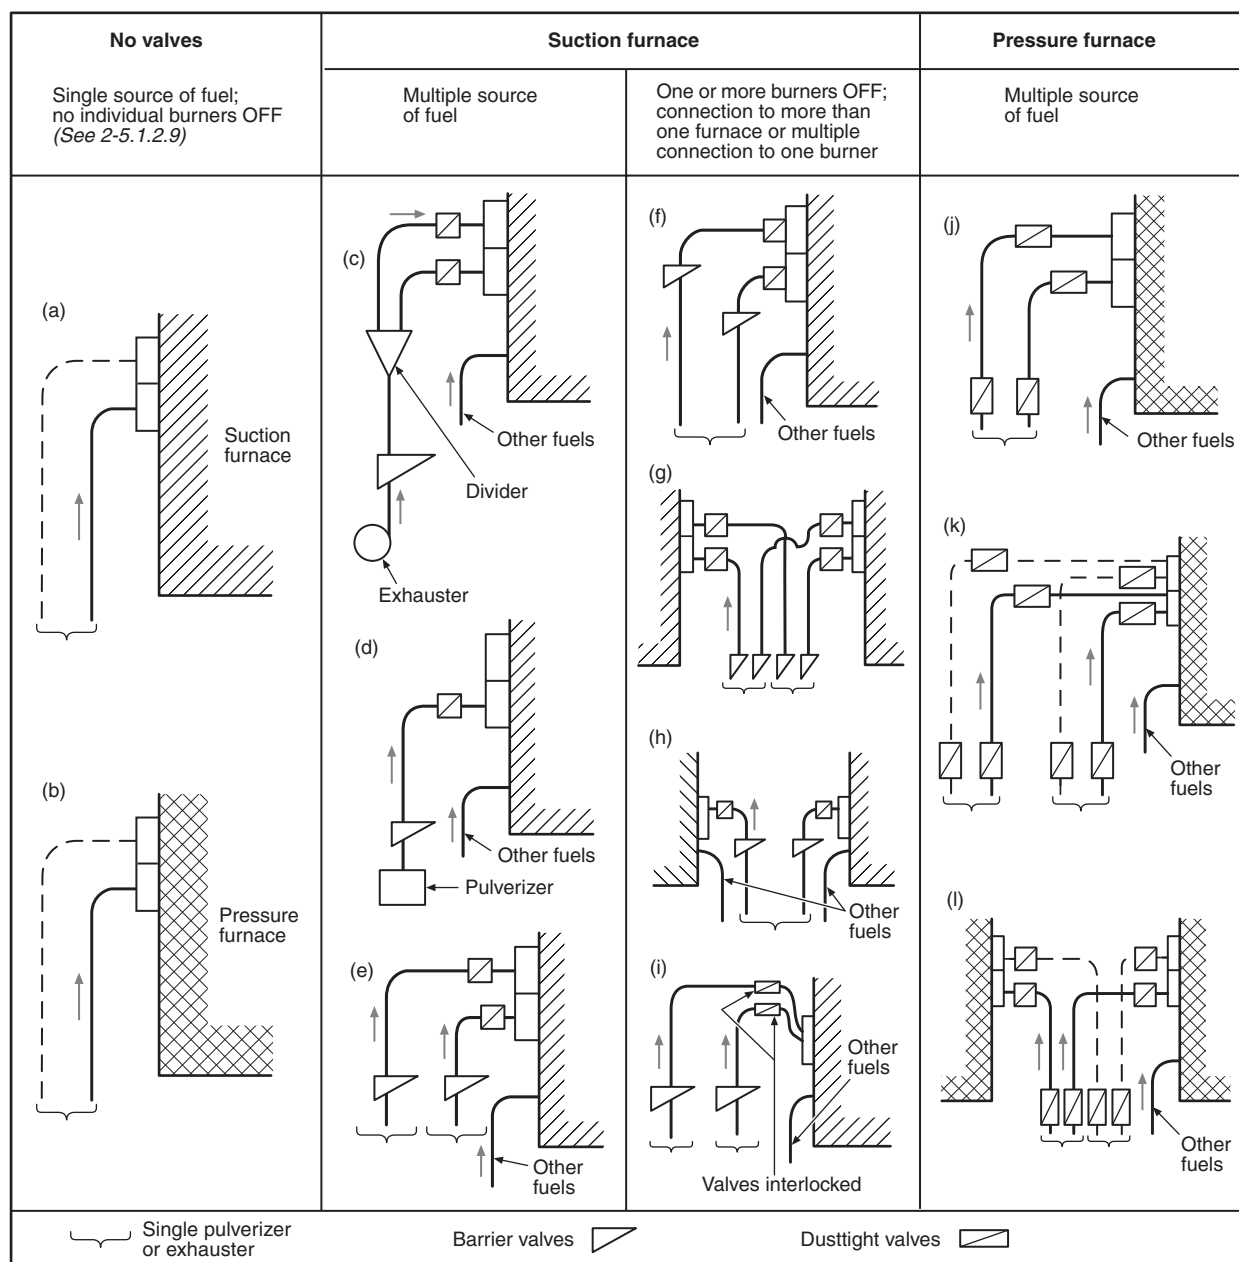 No valves
Suction furnace
Pressure furnace
Single source of fuel;
no individual burners OFF
(See 2-5.1.2.9)
Multiple source
of fuel
One or more burners OFF;
connection to more than
one furnace or multiple
connection to one burner
Multiple source
of fuel
(a)
Suction
furnace
(b)
Pressure
furnace
(c)
Other fuels
Divider
Exhauster
(d)
Other fuels
Pulverizer
(e)
Other
fuels
(f)
Other fuels
(g)
(h)
Other
fuels
(i)
Other
fuels
Valves interlocked
(j)
Other fuels
(k)
Other
fuels
(l)
Other
fuels
Single pulverizer
or exhauster
Barrier valves
Dusttight valves